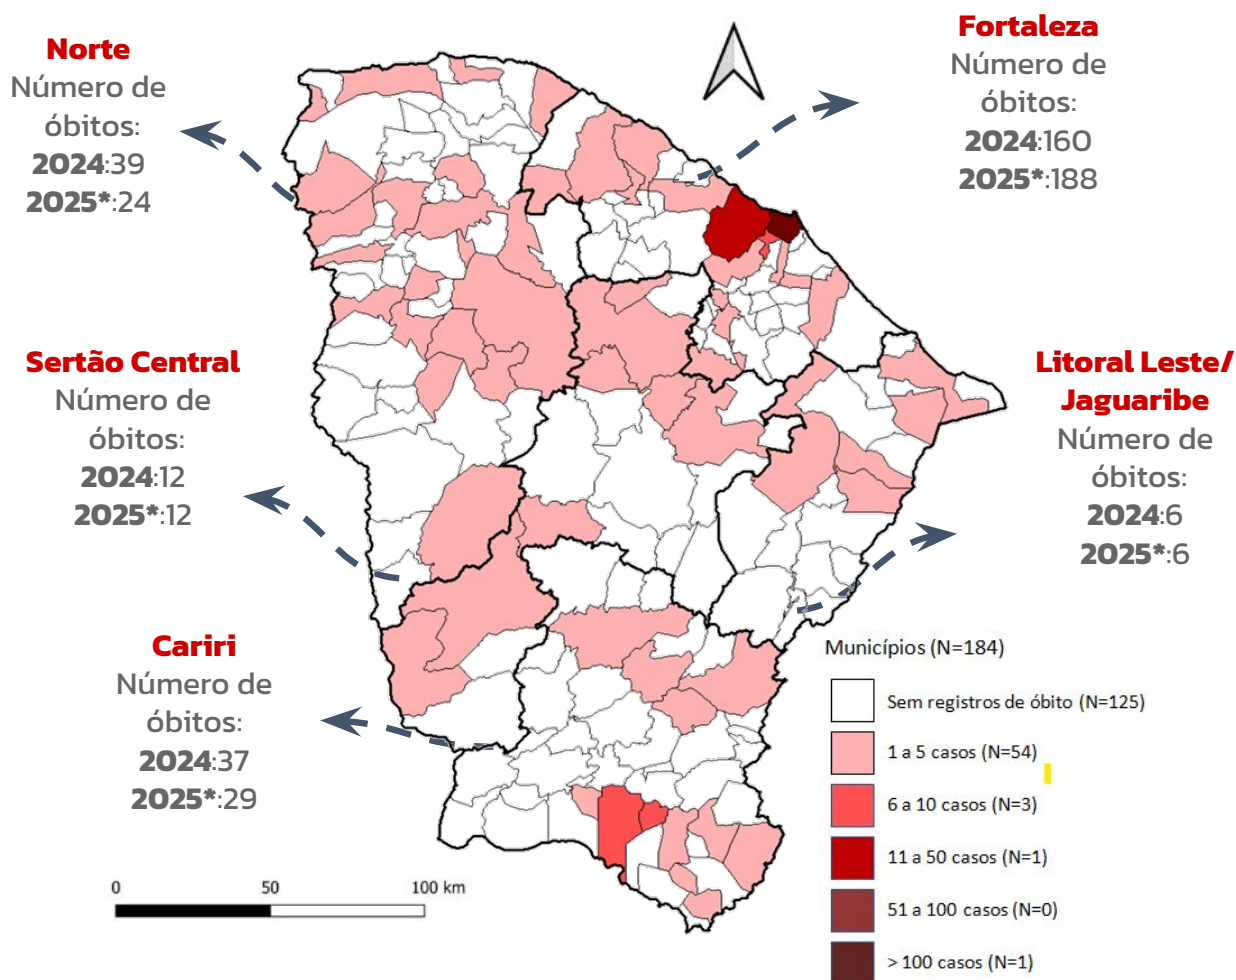 Norte
Número de
óbitos:
2024:39
2025*:24
Fortaleza
Número de
óbitos:
2024:160
2025*:188
Sertão Central
Número de
óbitos:
2024:12
2025*:12
Litoral Leste/
Jaguaribe
Número de
óbitos:
2024:6
2025*:6
Cariri
Número de
óbitos:
2024:37
2025*:29
Municípios (N=184)
Sem registros de óbito (N=125)
1 a 5 casos (N=54)
6 a 10 casos (N=3)
11 a 50 casos (N=1)
51 a 100 casos (N=0)
> 100 casos (N=1)
0 50 100 km